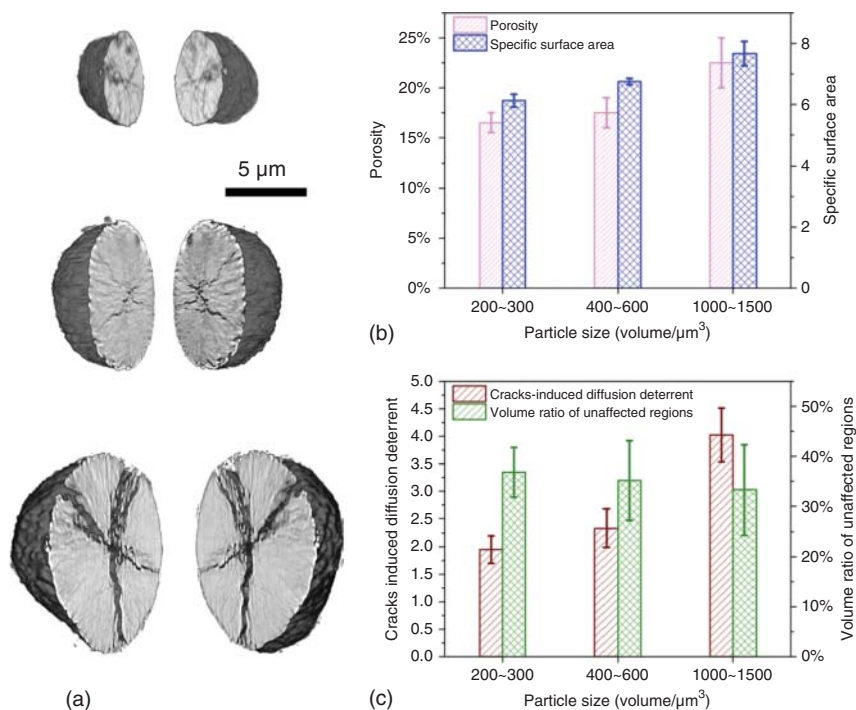 5 µm
(a)
Porosity
Specific surface area
25%
20%
15%
10%
5%
0%
Porosity
8
6
4
2
0
Specific surface area
200~300
400~600
1000~1500
Particle size (volume/µm³)
(b)
Cracks-induced diffusion deterrent
Volume ratio of unaffected regions
5.0
4.5
4.0
3.5
3.0
2.5
2.0
1.5
1.0
0.5
0.0
Cracks induced diffusion deterrent
50%
40%
30%
20%
10%
0%
Volume ratio of unaffected regions
200~300
400~600
1000~1500
Particle size (volume/µm³)
(c)